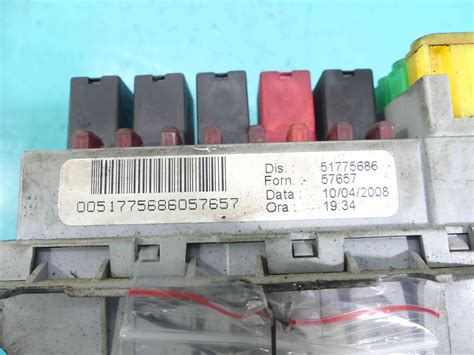 Dis.: 51775686
Forn.: 57657
Data : 10/04/2008
Ora : 19:34
0051775686057657